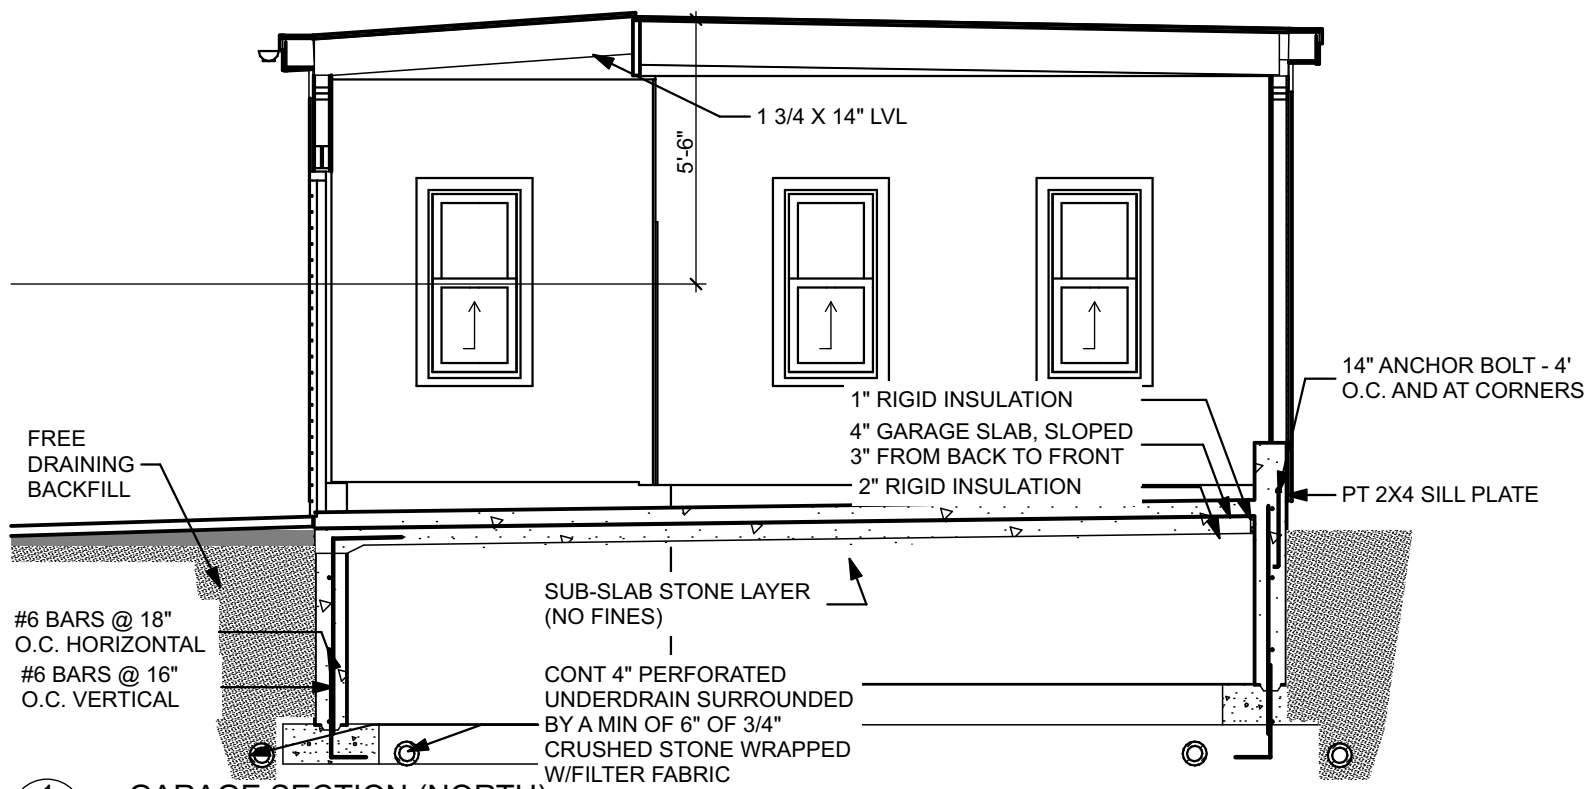 1 3/4 X 14" LVL
5'-6"
14" ANCHOR BOLT - 4'
O.C. AND AT CORNERS
1" RIGID INSULATION
4" GARAGE SLAB, SLOPED
3" FROM BACK TO FRONT
2" RIGID INSULATION
PT 2X4 SILL PLATE
FREE
DRAINING
BACKFILL
SUB-SLAB STONE LAYER
(NO FINES)
#6 BARS @ 18"
O.C. HORIZONTAL
#6 BARS @ 16"
O.C. VERTICAL
CONT 4" PERFORATED
UNDERDRAIN SURROUNDED
BY A MIN OF 6" OF 3/4"
CRUSHED STONE WRAPPED
W/FILTER FABRIC
1 GARAGE SECTION (NORTH)